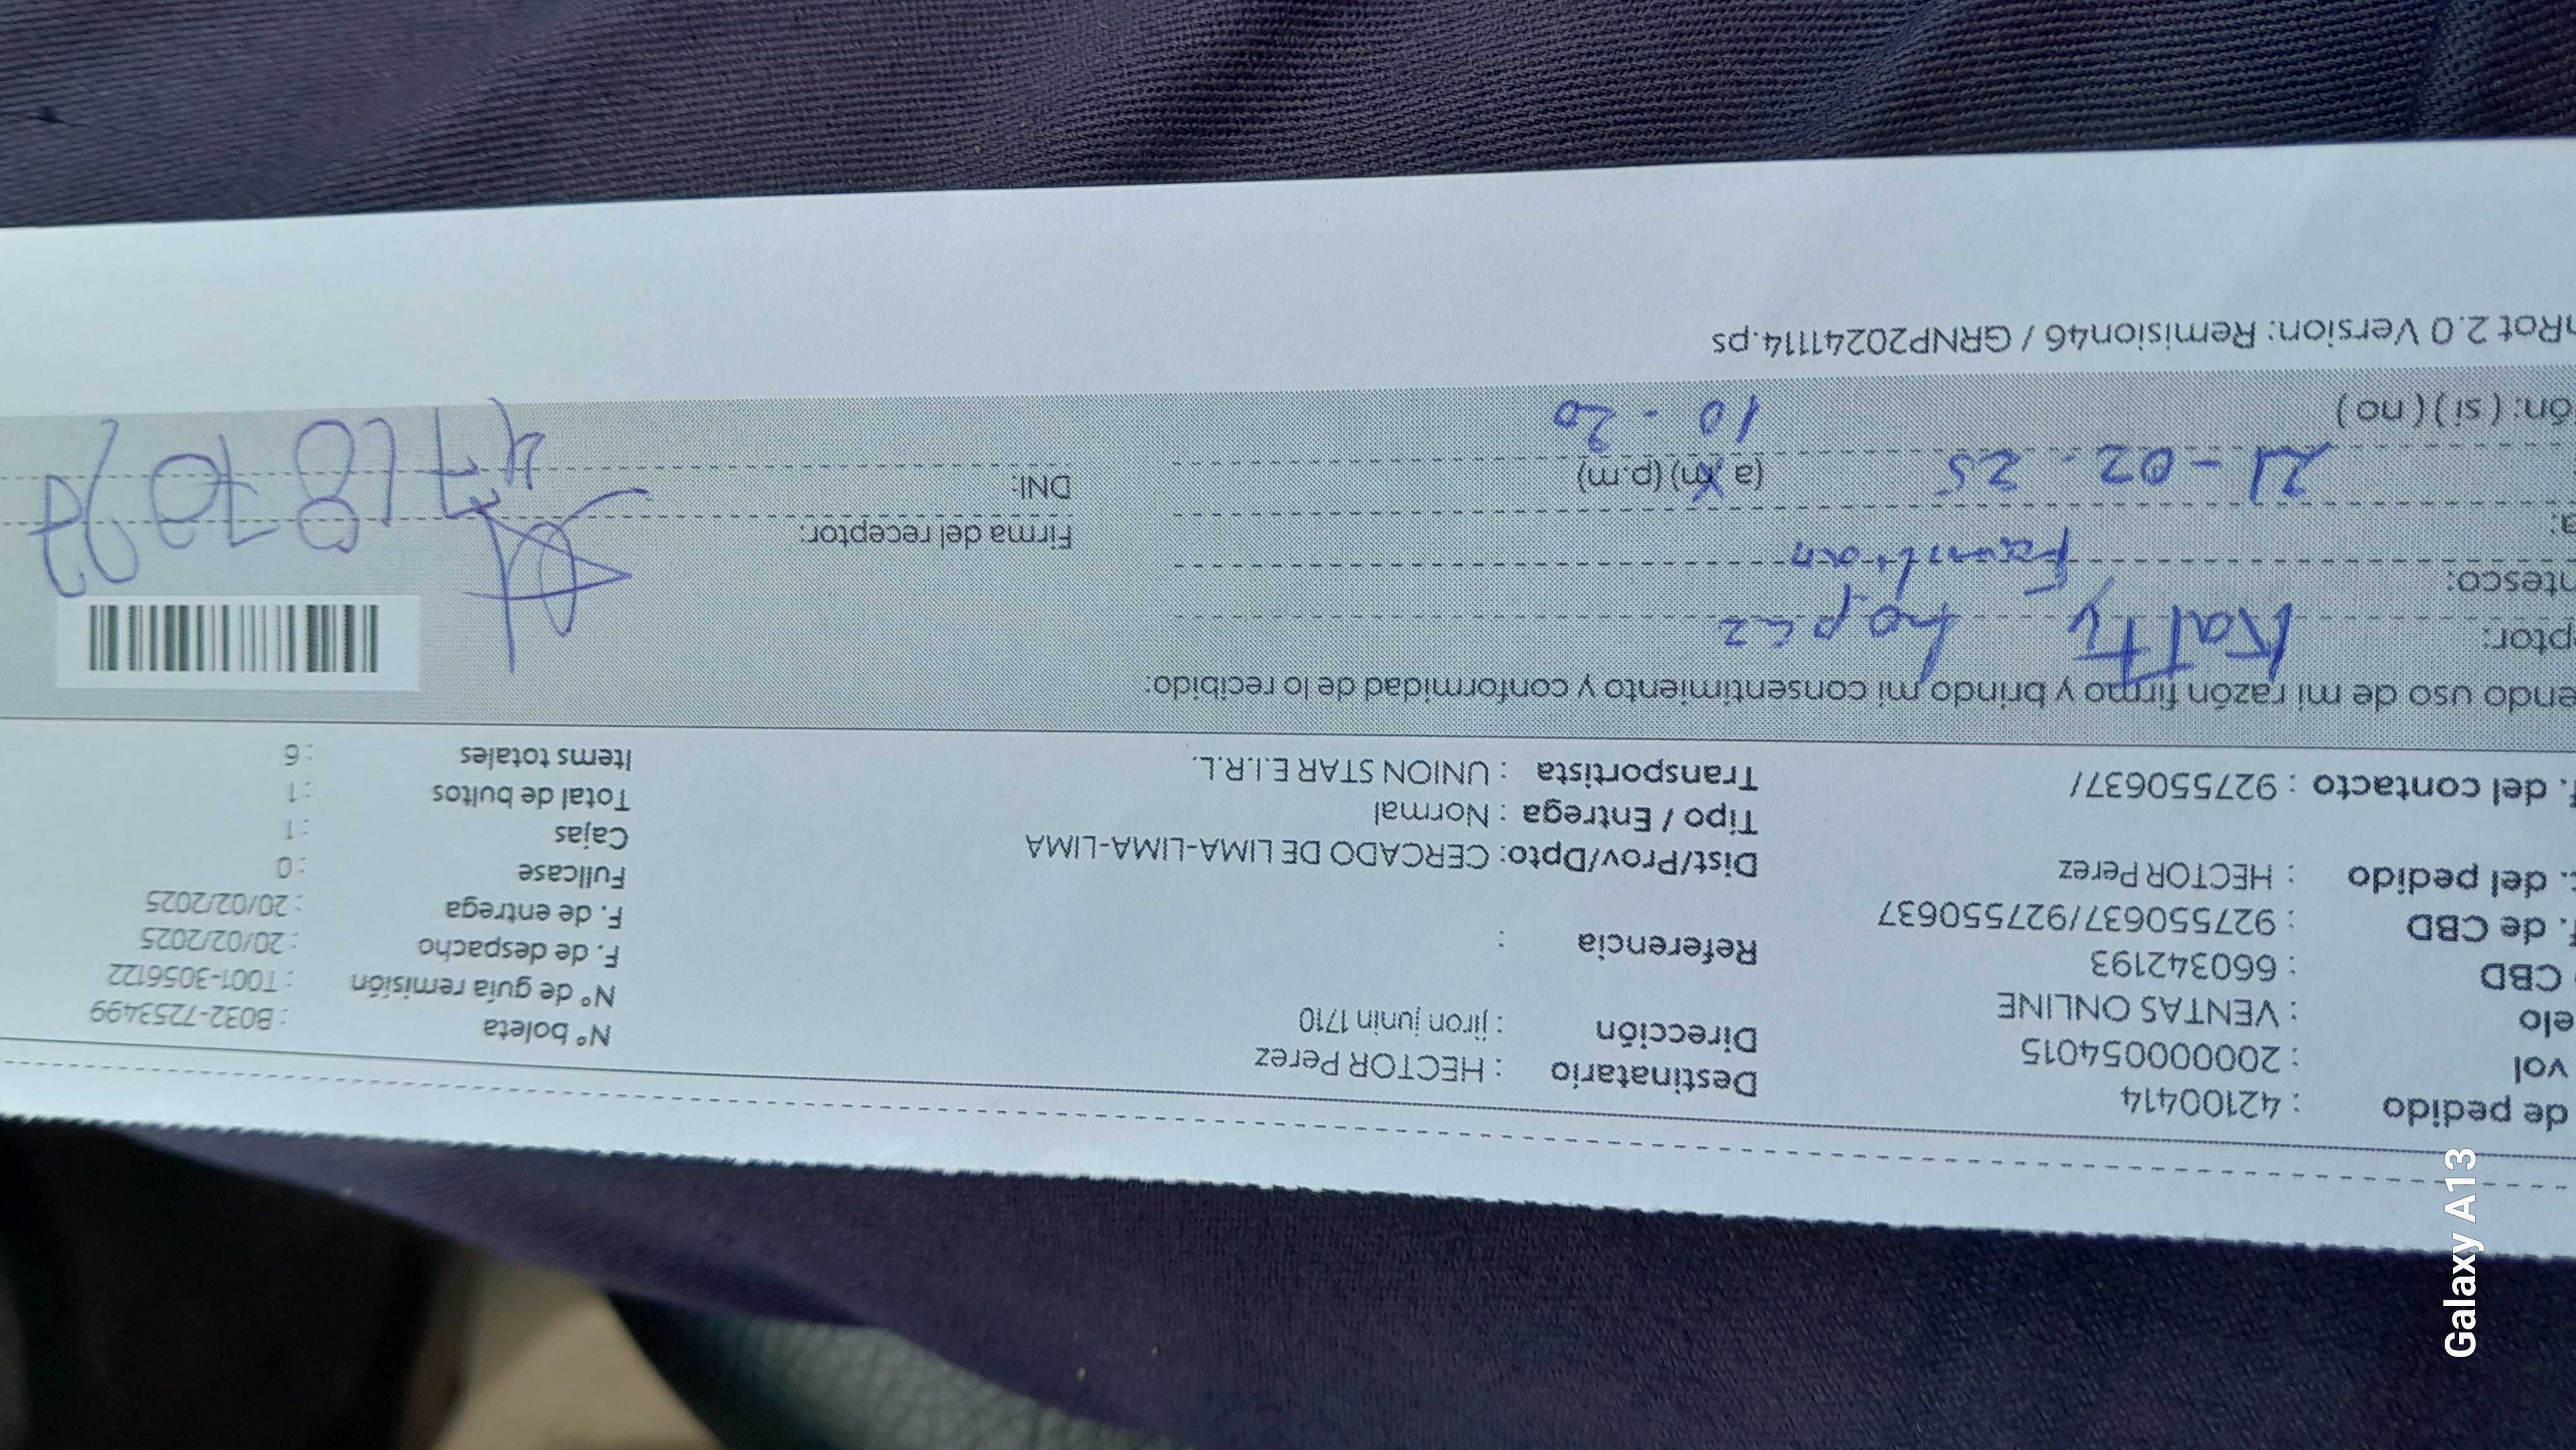 de pedido : 42100414 Destinatario : HECTOR Perez N° boleta : B032-7253499
vol : 20000054015 Dirección : jiron junin 1710 N° de guía remisión : T001-3056122
elo : VENTAS ONLINE F. de despacho : 20/02/2025
CBD : 660342193 Referencia : F. de entrega : 20/02/2025
f. de CBD : 927550637/927550637 Fullcase : 0
t. del pedido : HECTOR Perez Dist/Prov/Dpto: CERCADO DE LIMA-LIMA-LIMA Cajas : 1
Tipo / Entrega : Normal Total de bultos : 1
f. del contacto : 927550637/ Transportista : UNION STAR E.I.R.L. Items totales : 6
endo uso de mi razón firmo y brindo mi consentimiento y conformidad de lo recibido:
ptor: Katty Lopez
ntesco: Familiar Firma del receptor:
a: 21-02-25 (a.m) (p.m) DNI:
ón: (si) (no) 10-20
nRot 2.0 Version: Remision46 / GRNP20241114.ps
Galaxy A13